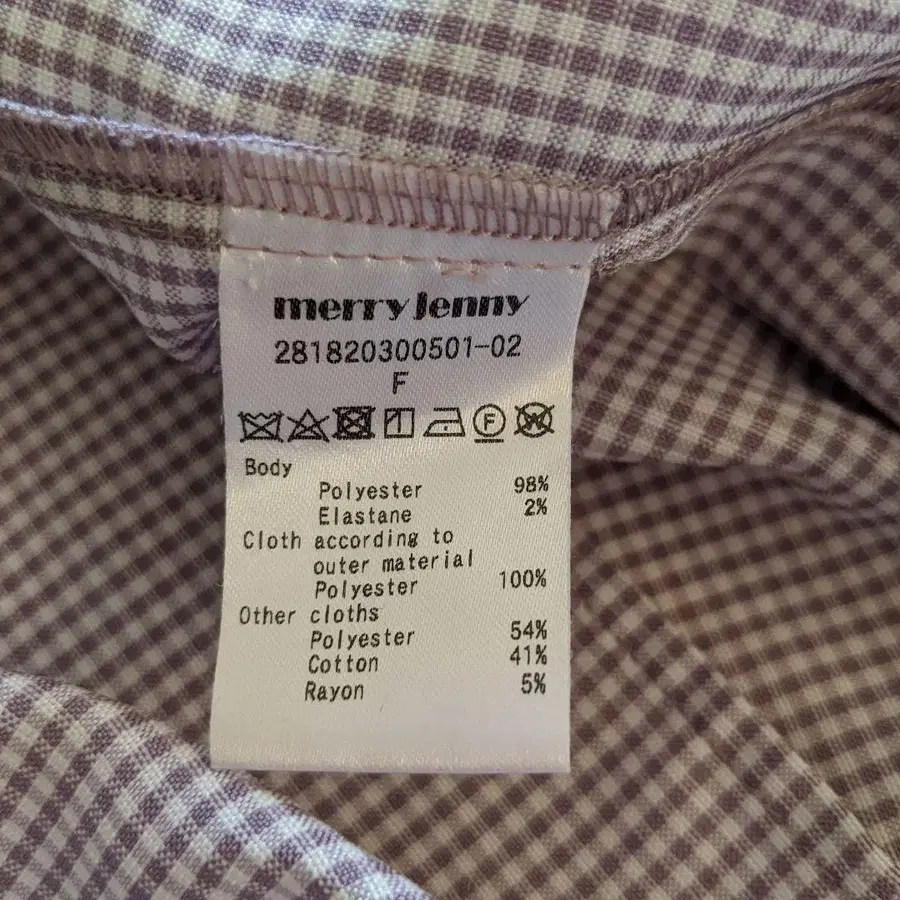 merry jenny
281820300501-02
F
F W
Body
Polyester 98%
Elastane 2%
Cloth according to
outer material
Polyester 100%
Other cloths
Polyester 54%
Cotton 41%
Rayon 5%